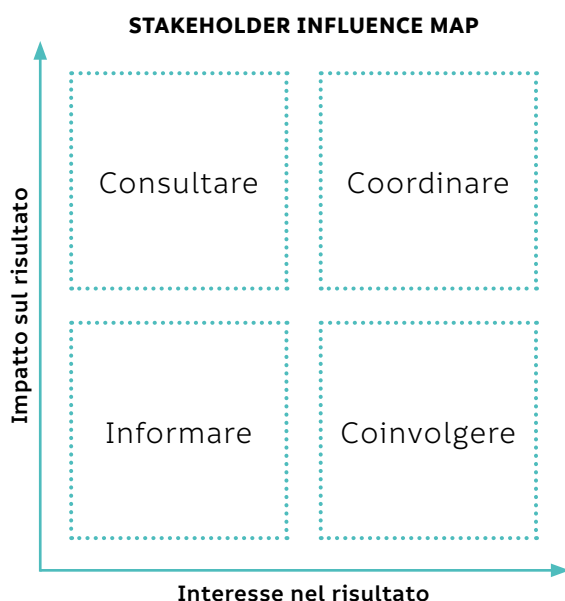 STAKEHOLDER INFLUENCE MAP
Impatto sul risultato
Consultare
Coordinare
Informare
Coinvolgere
Interesse nel risultato